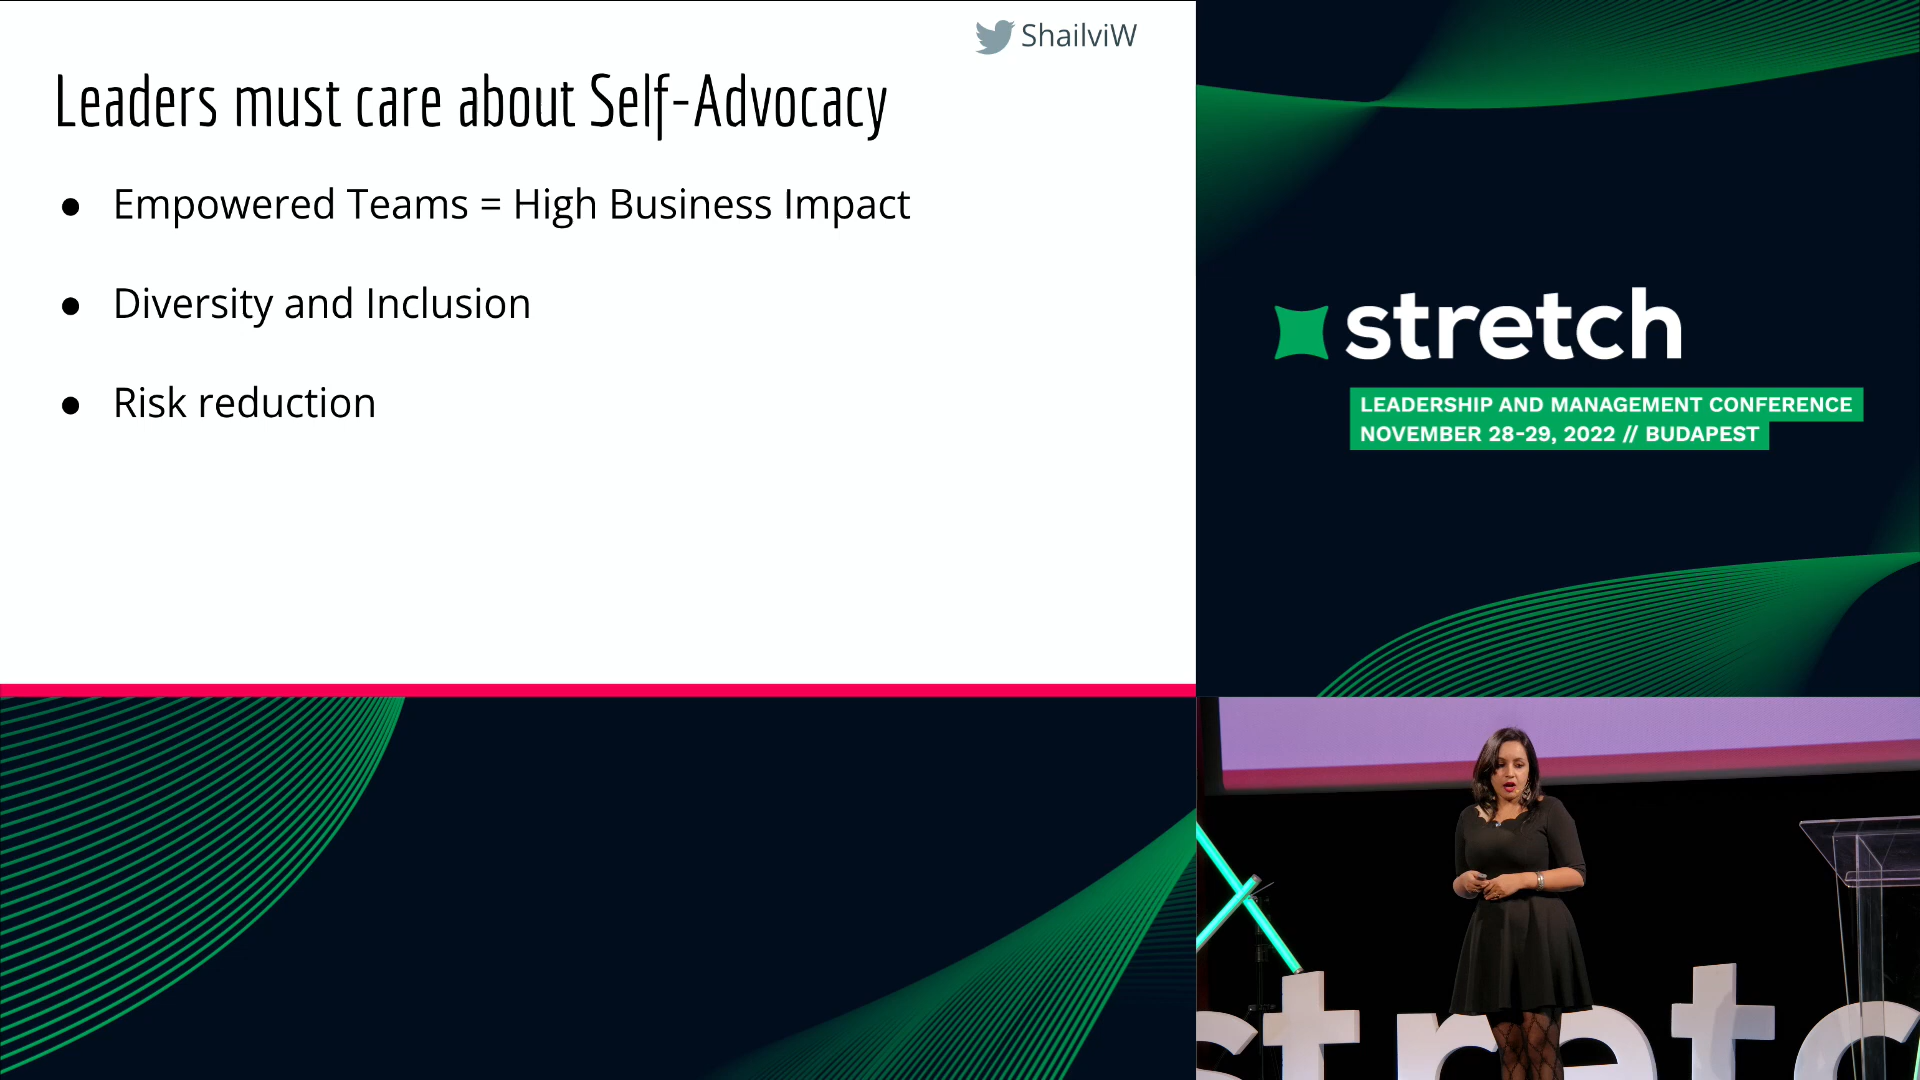 ShailviW
Leaders must care about Self-Advocacy
● Empowered Teams = High Business Impact
● Diversity and Inclusion
● Risk reduction
stretch
LEADERSHIP AND MANAGEMENT CONFERENCE
NOVEMBER 28-29, 2022 // BUDAPEST
stretc